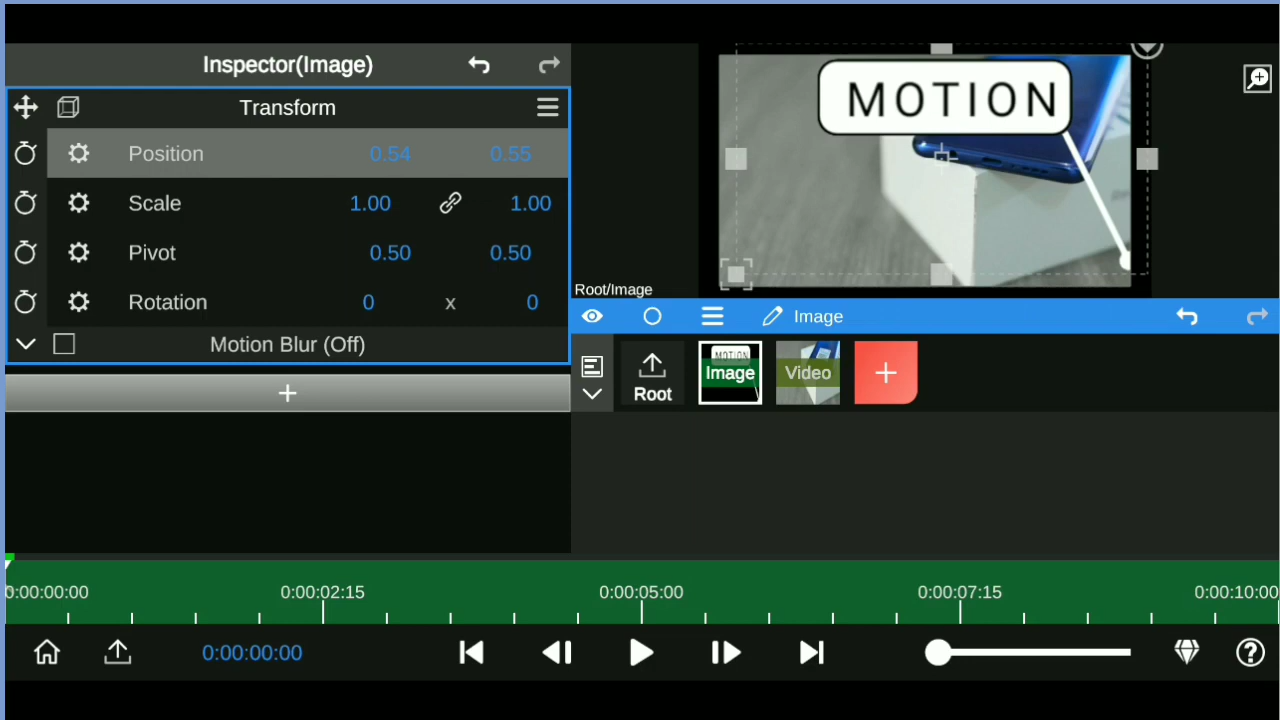 Inspector(Image)
Transform
Position 0.54 0.55
Scale 1.00 1.00
Pivot 0.50 0.50
Rotation 0 x 0
Motion Blur (Off)
MOTION
Root/Image
Image
Root
MOTION
Image
Video
0:00:00:00 0:00:02:15 0:00:05:00 0:00:07:15 0:00:10:00
0:00:00:00